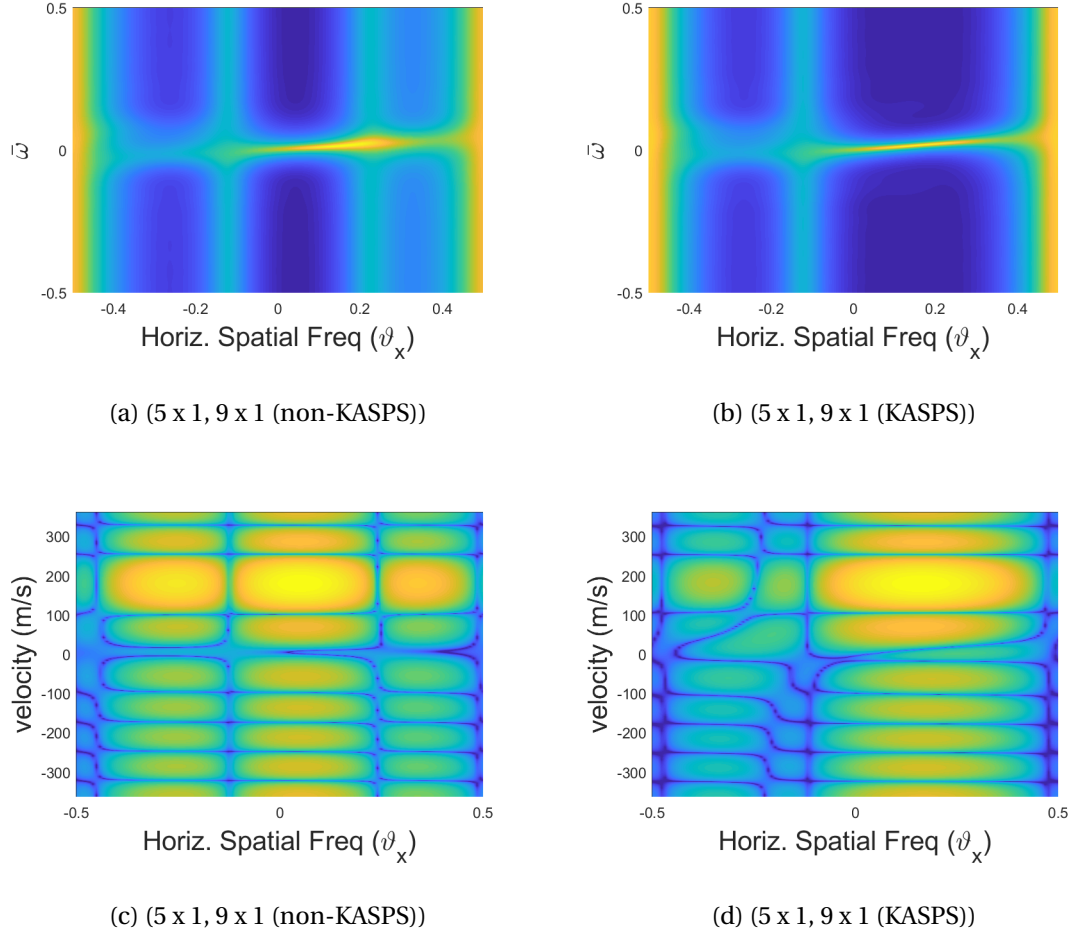 0.5
0
-0.5
ω̄
-0.4 -0.2 0 0.2 0.4
Horiz. Spatial Freq (ϑx)
(a) (5 x 1, 9 x 1 (non-KASPS))
0.5
0
-0.5
ω̄
-0.4 -0.2 0 0.2 0.4
Horiz. Spatial Freq (ϑx)
(b) (5 x 1, 9 x 1 (KASPS))
300
200
100
0
-100
-200
-300
velocity (m/s)
-0.5 0 0.5
Horiz. Spatial Freq (ϑx)
(c) (5 x 1, 9 x 1 (non-KASPS))
300
200
100
0
-100
-200
-300
velocity (m/s)
-0.5 0 0.5
Horiz. Spatial Freq (ϑx)
(d) (5 x 1, 9 x 1 (KASPS))